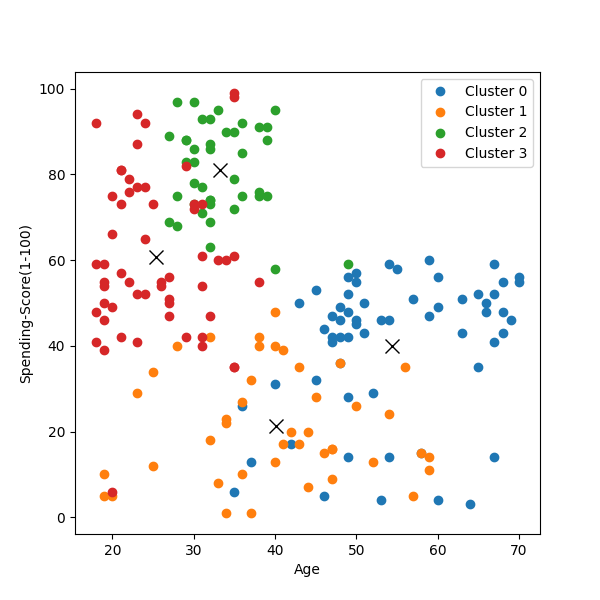 100
80
60
40
20
0
Spending-Score(1-100)
Cluster 0
Cluster 1
Cluster 2
Cluster 3
20 30 40 50 60 70
Age